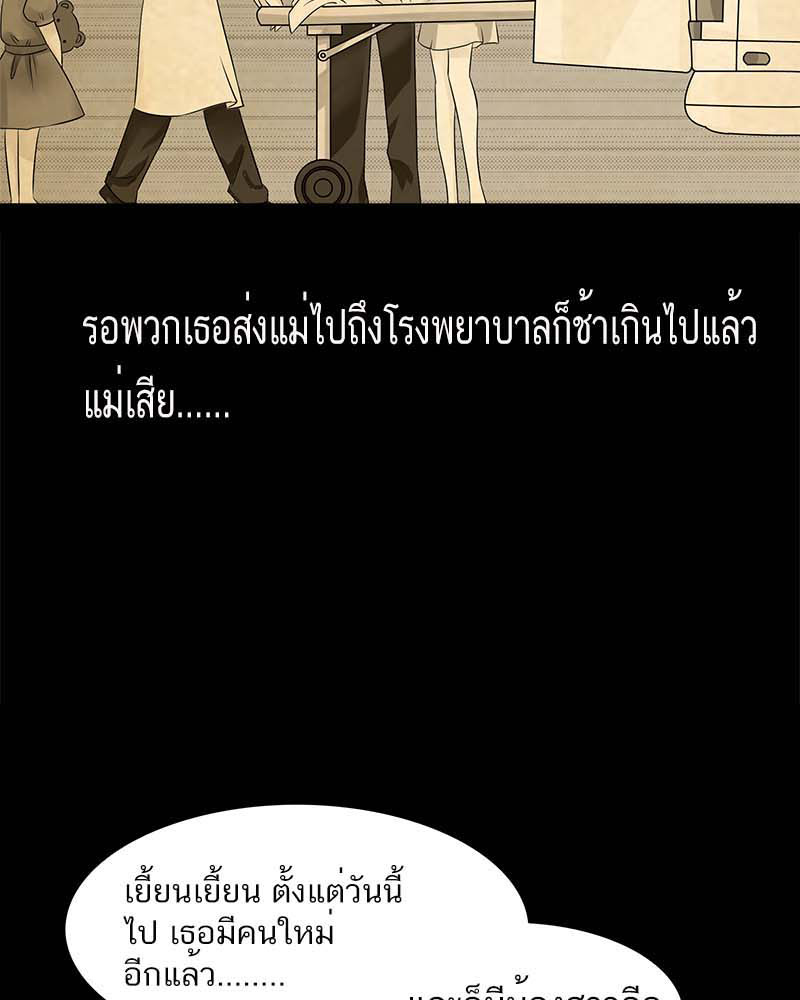 รอพวกเธอส่งแม่ไปถึงโรงพยาบาลก็ช้าเกินไปแล้ว
แม่เสีย......
เยี้ยนเยี้ยน ตั้งแต่วันนี้
ไป เธอมีคนใหม่
อีกแล้ว........